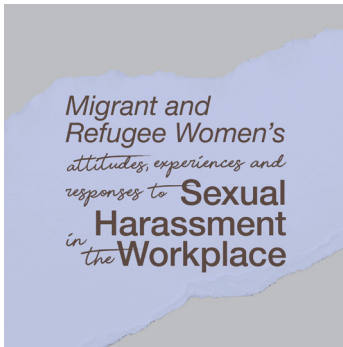 Migrant and
Refugee Women's
attitudes, experiences and
responses to Sexual
Harassment
in the Workplace